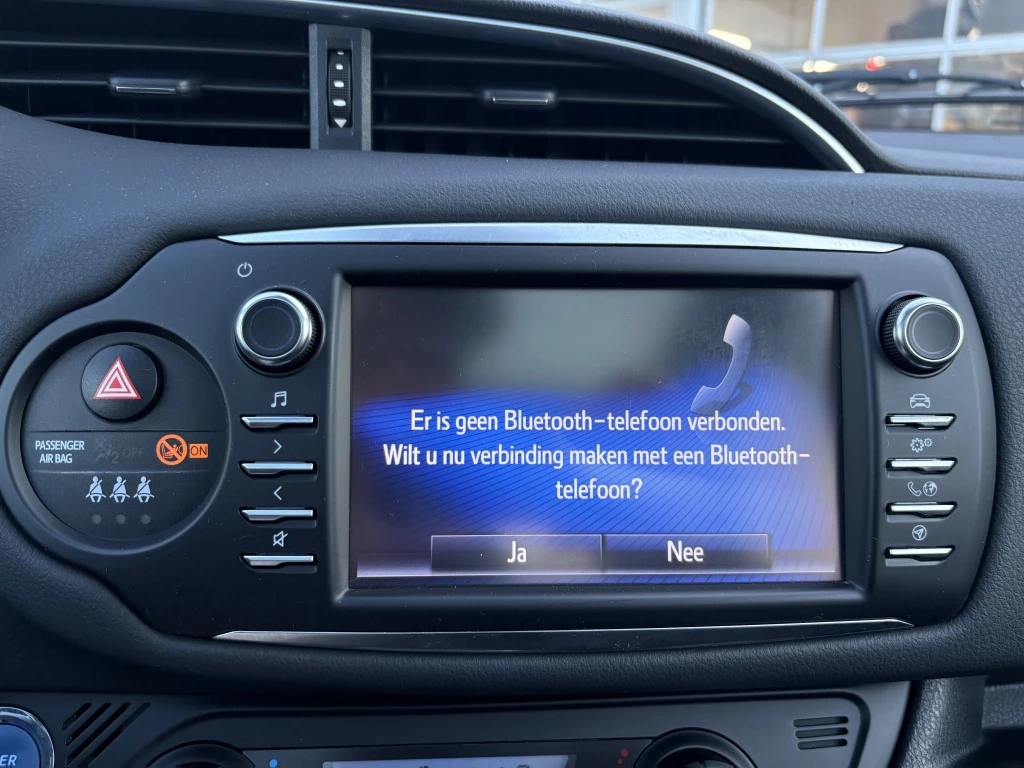 PASSENGER
AIR BAG
2 OFF
ON
Er is geen Bluetooth-telefoon verbonden.
Wilt u nu verbinding maken met een Bluetooth-
telefoon?
Ja
Nee